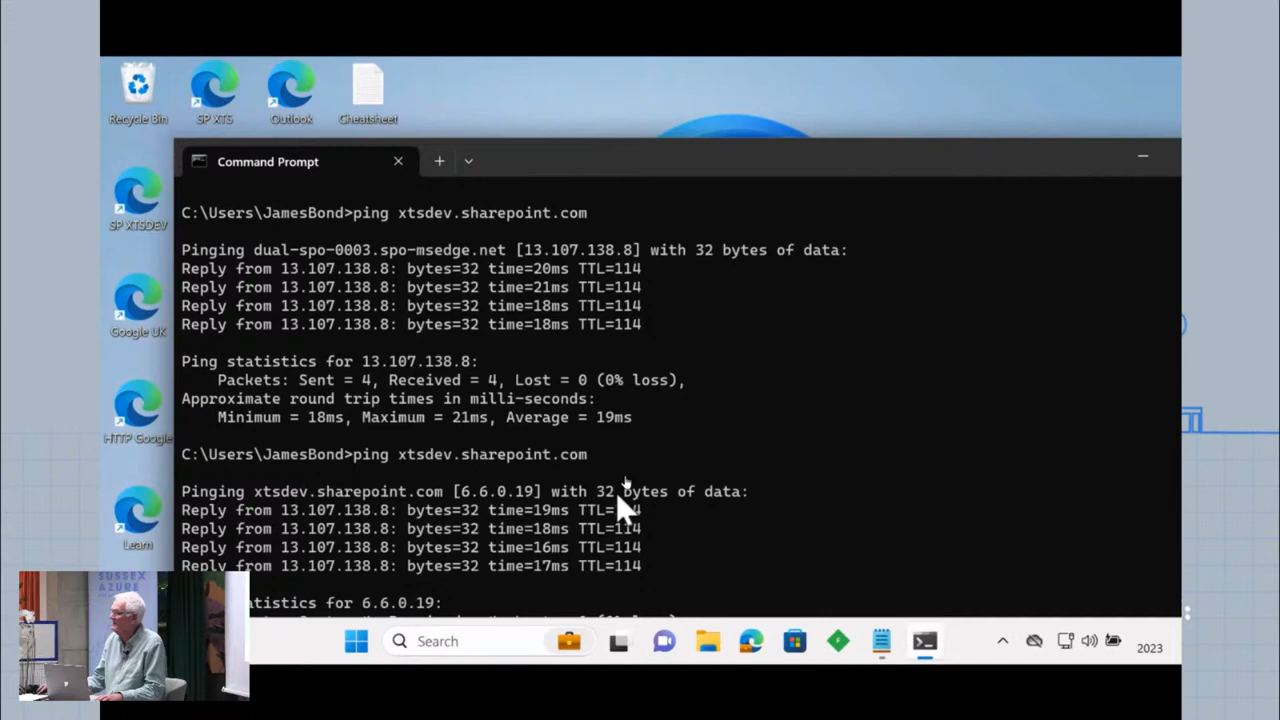 Recycle Bin
SP XTS
Outlook
Cheatsheet
Command Prompt
SP XTSDEV
Google UK
HTTP Google
Learn
C:\Users\JamesBond>ping xtsdev.sharepoint.com
Pinging dual-spo-0003.spo-msedge.net [13.107.138.8] with 32 bytes of data:
Reply from 13.107.138.8: bytes=32 time=20ms TTL=114
Reply from 13.107.138.8: bytes=32 time=21ms TTL=114
Reply from 13.107.138.8: bytes=32 time=18ms TTL=114
Reply from 13.107.138.8: bytes=32 time=18ms TTL=114
Ping statistics for 13.107.138.8:
Packets: Sent = 4, Received = 4, Lost = 0 (0% loss),
Approximate round trip times in milli-seconds:
Minimum = 18ms, Maximum = 21ms, Average = 19ms
C:\Users\JamesBond>ping xtsdev.sharepoint.com
Pinging xtsdev.sharepoint.com [6.6.0.19] with 32 bytes of data:
Reply from 13.107.138.8: bytes=32 time=19ms
Reply from 13.107.138.8: bytes=32 time=18ms TTL=114
Reply from 13.107.138.8: bytes=32 time=16ms TTL=114
Reply from 13.107.138.8: bytes=32 time=17ms TTL=114
for 6.6.0.19:
SUSSEX
AZURE
Search
2023